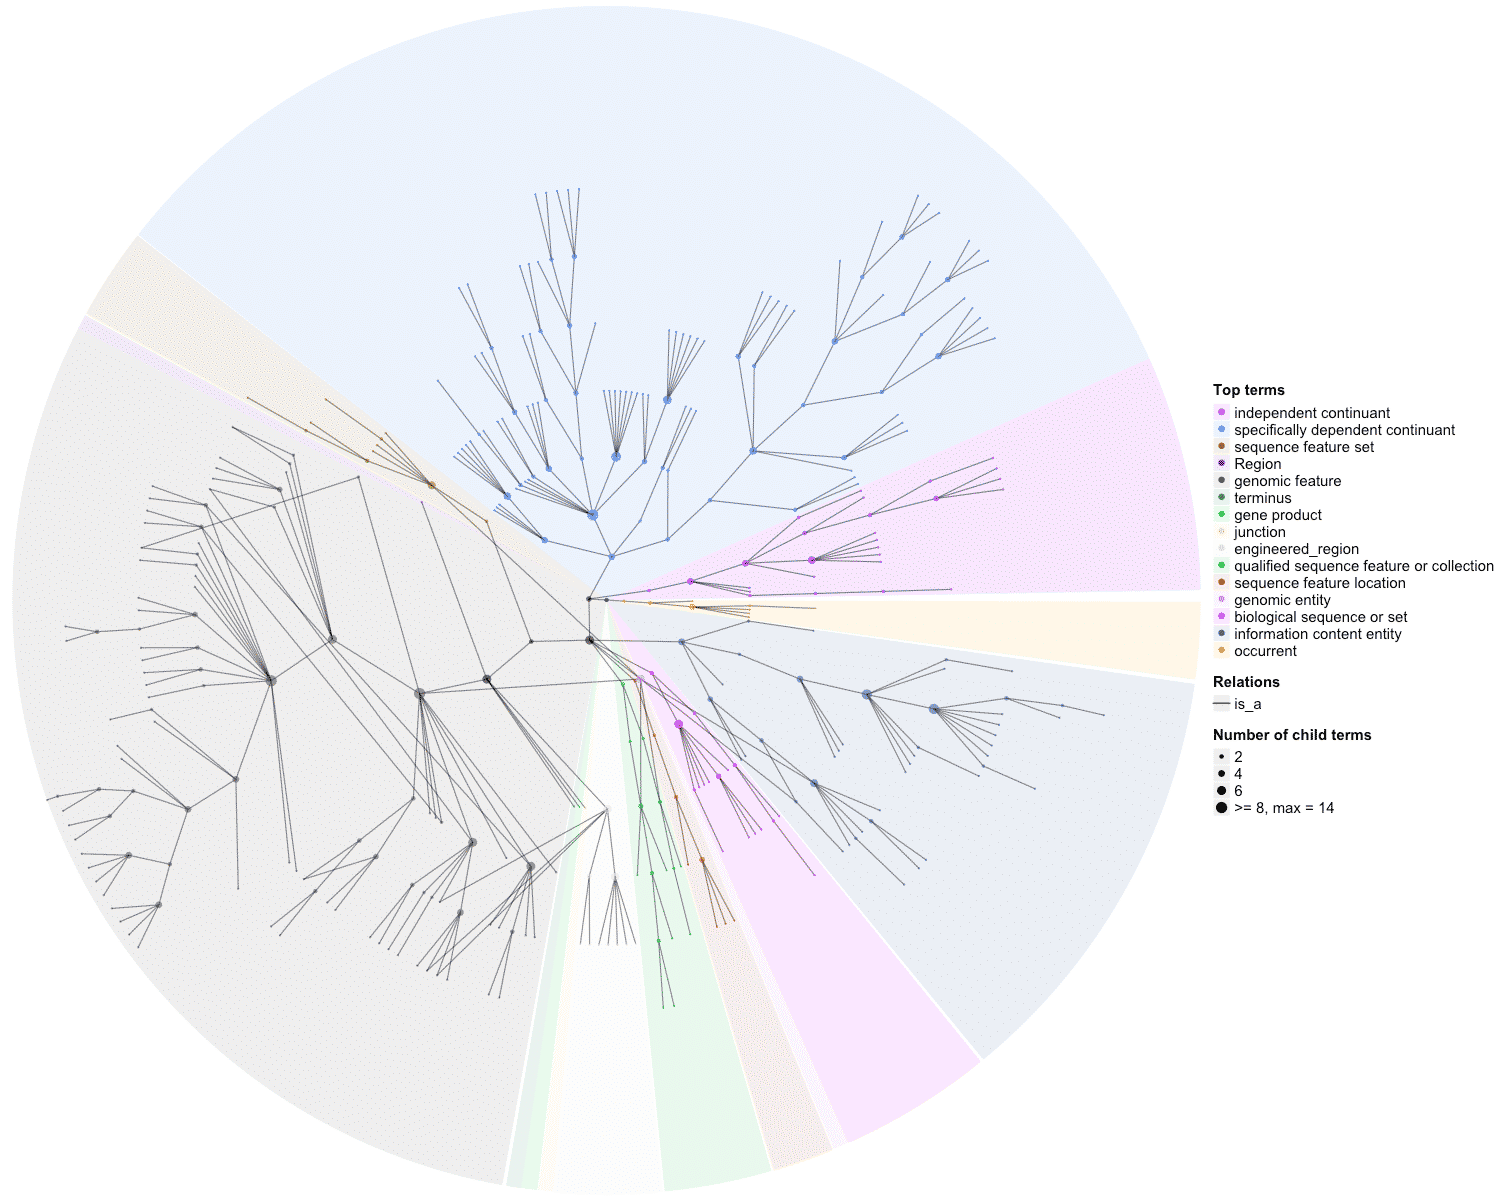 Top terms
independent continuant
specifically dependent continuant
sequence feature set
Region
genomic feature
terminus
gene product
junction
engineered_region
qualified sequence feature or collection
sequence feature location
genomic entity
biological sequence or set
information content entity
occurrent
Relations
is_a
Number of child terms
2
4
6
>= 8, max = 14